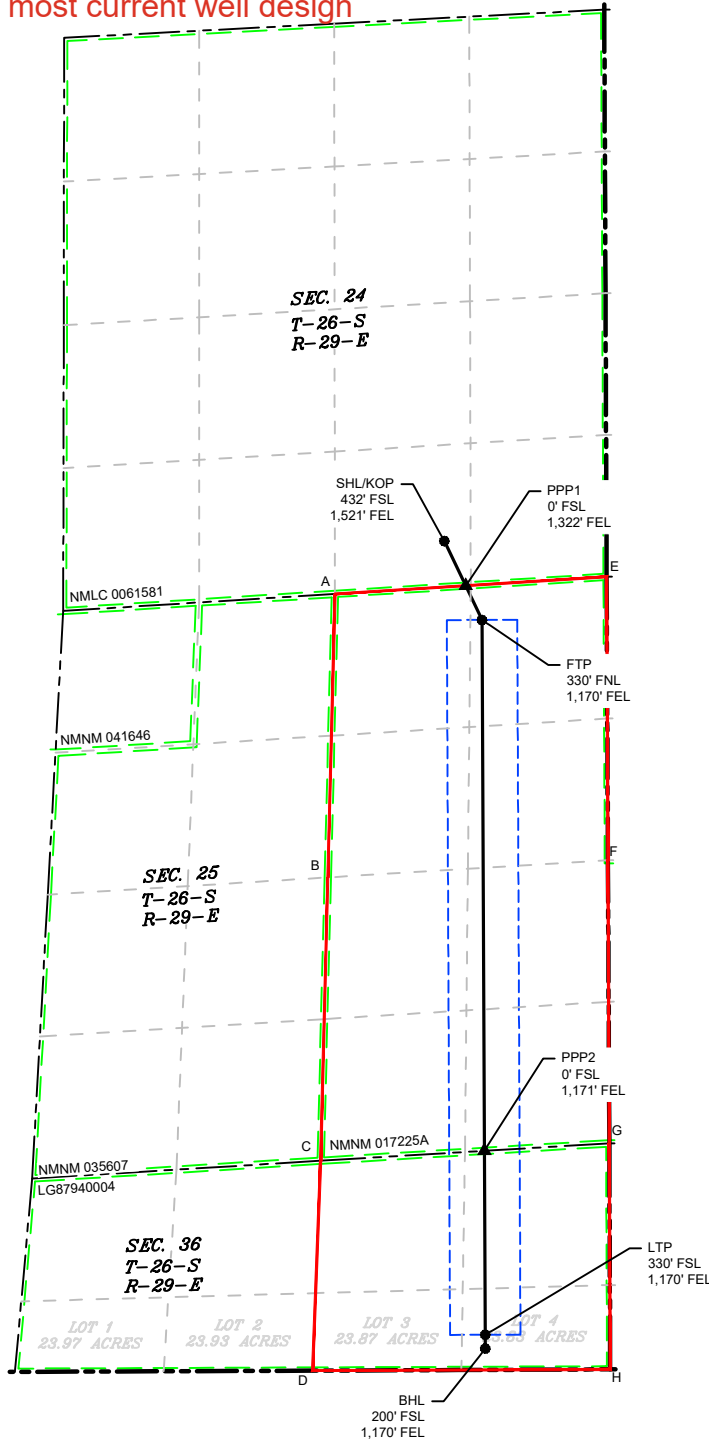 most current well design
SEC. 24
T-26-S
R-29-E
SHL/KOP
432' FSL
1,521' FEL
PPP1
0' FSL
1,322' FEL
E
A
NMLC 0061581
FTP
330' FNL
1,170' FEL
NMNM 041646
F
B
SEC. 25
T-26-S
R-29-E
PPP2
0' FSL
1,171' FEL
G
C
NMNM 017225A
NMNM 035607
LG87940004
SEC. 36
T-26-S
R-29-E
LTP
330' FSL
1,170' FEL
LOT 1
23.97 ACRES
LOT 2
23.93 ACRES
LOT 3
23.87 ACRES
LOT 4
ACRES
D
H
BHL
200' FSL
1,170' FEL